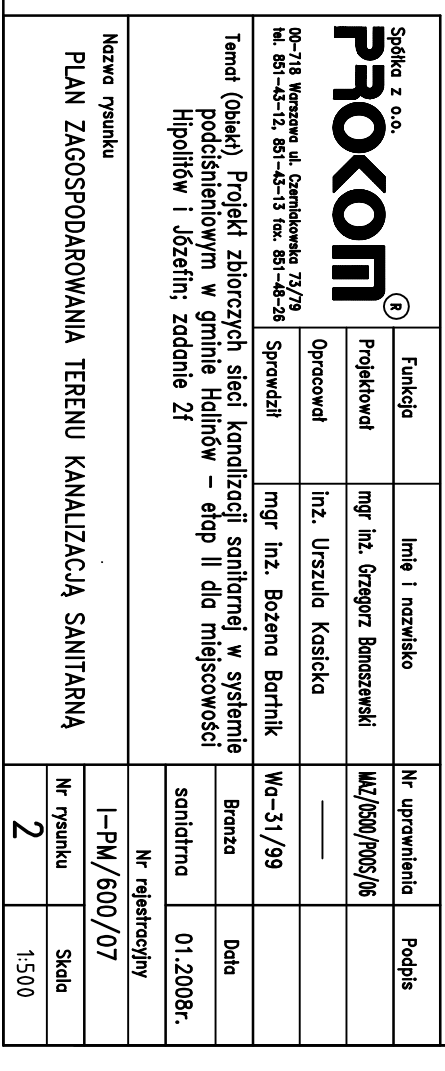 Spółka z o.o.
PROKOM ®
00-718 Warszawa ul. Czerniakowska 73/79
tel. 851-43-12, 851-43-13 fax. 851-48-26
Funkcja Imię i nazwisko Nr uprawnienia Podpis
Projektował mgr inż. Grzegorz Banaszewski MAZ/0500/POOS/06
Opracował inż. Urszula Kasicka —
Sprawdził mgr inż. Bożena Bartnik Wa-31/99
Temat (Obiekt) Projekt zbiorczych sieci kanalizacji sanitarnej w systemie
podciśnieniowym w gminie Halinów - etap II dla miejscowości
Hipolitów i Józefin; zadanie 2f
Branża Data
saniatrna 01.2008r.
Nr rejestracyjny
I-PM/600/07
Nazwa rysunku
PLAN ZAGOSPODAROWANIA TERENU KANALIZACJĄ SANITARNĄ
Nr rysunku Skala
2 1:500